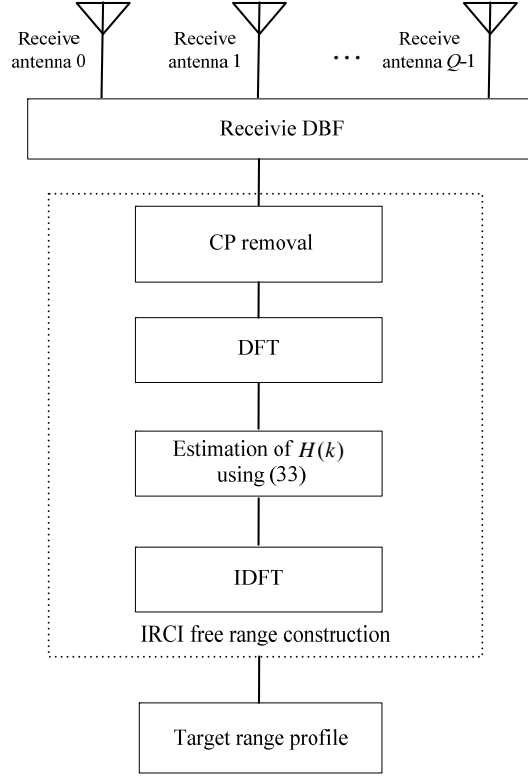 Receive
antenna 0
Receive
antenna 1
...
Receive
antenna Q-1
Receivie DBF
CP removal
DFT
Estimation of H(k)
using (33)
IDFT
IRCI free range construction
Target range profile